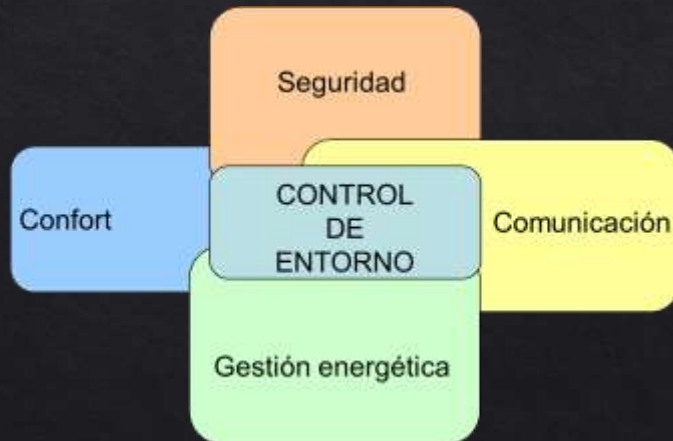 Seguridad
Confort
CONTROL
DE
ENTORNO
Comunicación
Gestión energética